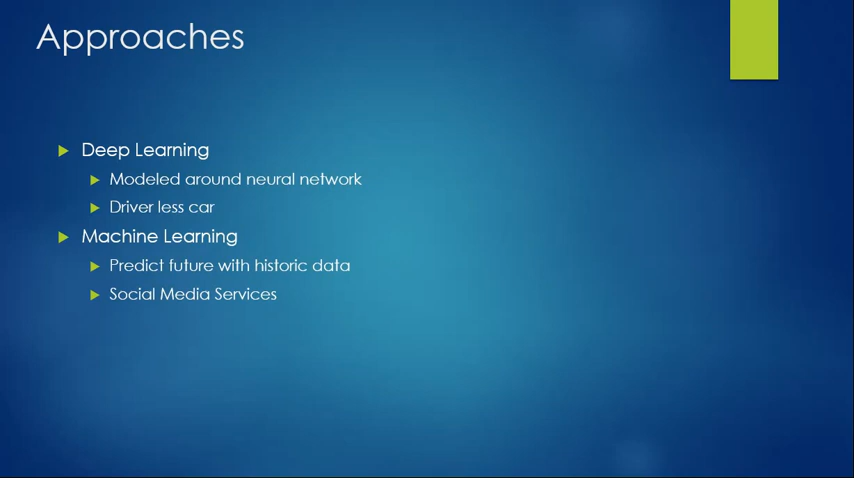 Approaches
Deep Learning
Modeled around neural network
Driver less car
Machine Learning
Predict future with historic data
Social Media Services